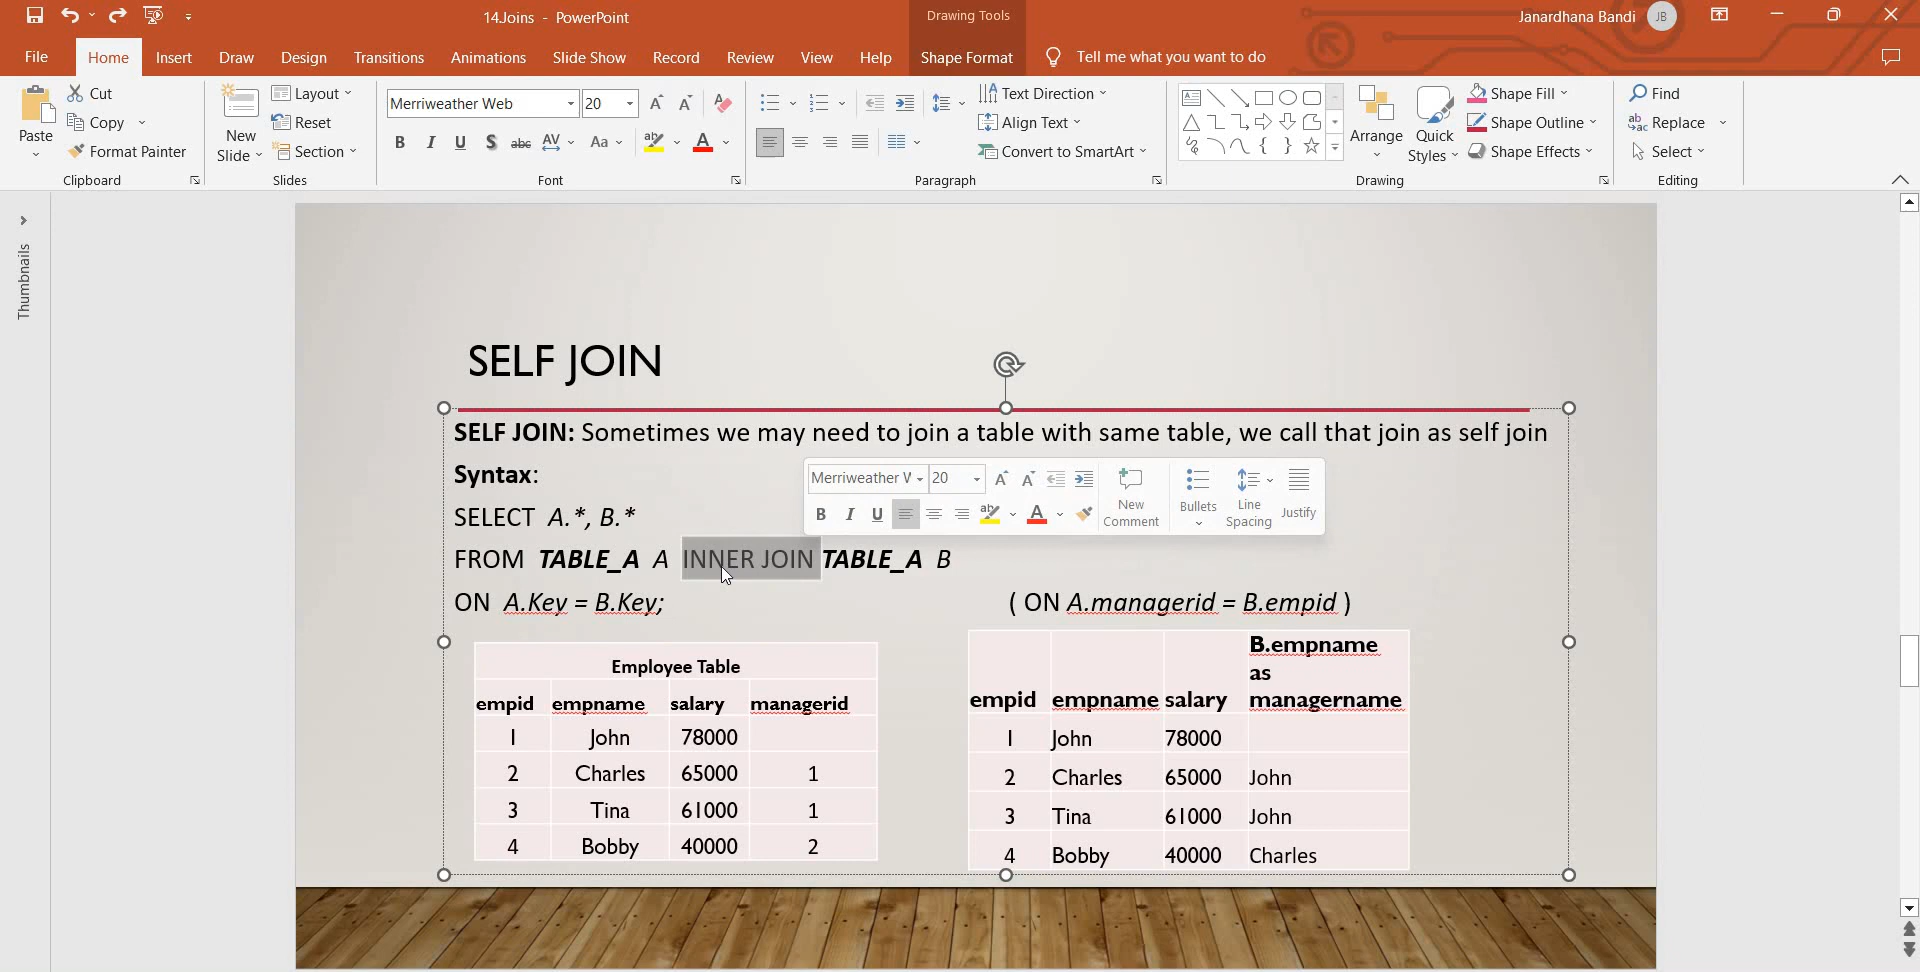 14.Joins - PowerPoint
Drawing Tools
Janardhana Bandi
JB
File
Home
Insert
Draw
Design
Transitions
Animations
Slide Show
Record
Review
View
Help
Shape Format
Tell me what you want to do
Paste
Cut
Copy
Format Painter
Clipboard
New
Slide
Layout
Reset
Section
Slides
Merriweather Web
20
B I U S abc AV Aa A
Font
Text Direction
Align Text
Convert to SmartArt
Paragraph
Arrange
Quick
Styles
Shape Fill
Shape Outline
Shape Effects
Drawing
Find
Replace
Select
Editing
Thumbnails
SELF JOIN
SELF JOIN: Sometimes we may need to join a table with same table, we call that join as self join
Syntax:
SELECT A.*, B.*
FROM TABLE_A A INNER JOIN TABLE_A B
ON A.Key = B.Key;
( ON A.managerid = B.empid )
Merriweather W
20
B I U A
New
Comment
Bullets
Line
Spacing
Justify
Employee Table
empid empname salary managerid
1 John 78000
2 Charles 65000 1
3 Tina 61000 1
4 Bobby 40000 2
B.empname
as
empid empname salary managername
1 John 78000
2 Charles 65000 John
3 Tina 61000 John
4 Bobby 40000 Charles